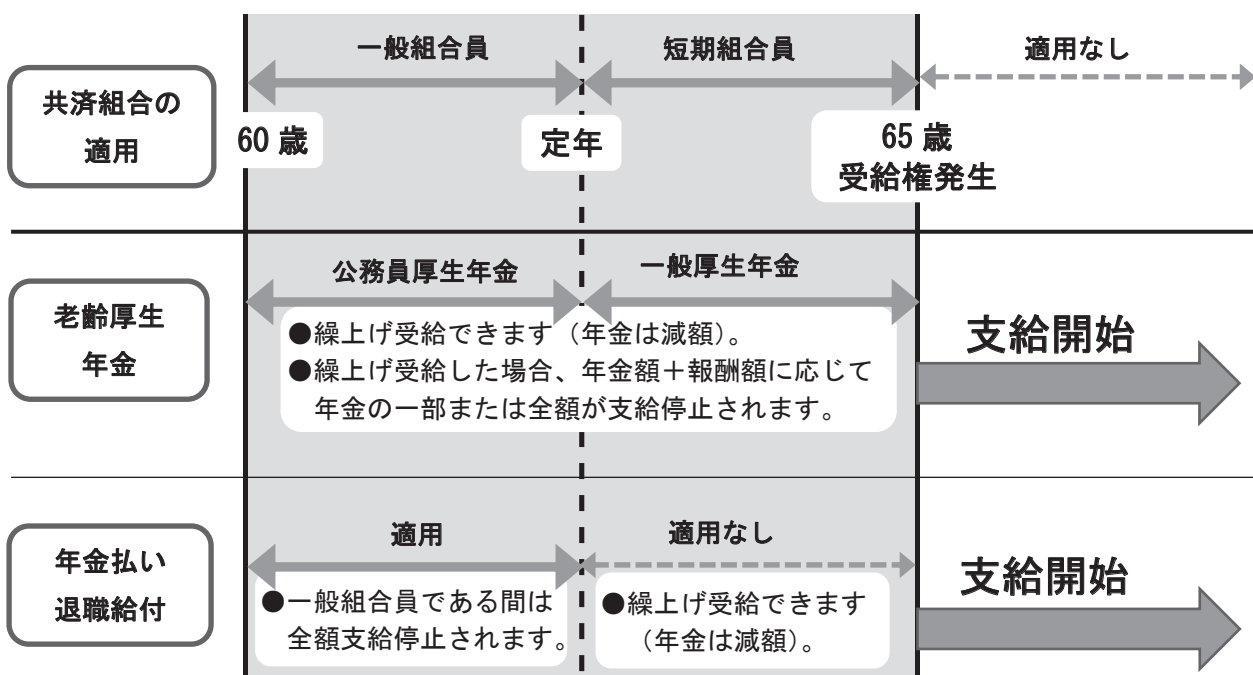 一般組合員
短期組合員
適用なし
共済組合の
適用
60歳
定年
65歳
受給権発生
公務員厚生年金
一般厚生年金
老齢厚生
年金
●繰上げ受給できます（年金は減額）。
●繰上げ受給した場合、年金額＋報酬額に応じて
年金の一部または全額が支給停止されます。
支給開始
適用
適用なし
年金払い
退職給付
●一般組合員である間は
全額支給停止されます。
●繰上げ受給できます
（年金は減額）。
支給開始